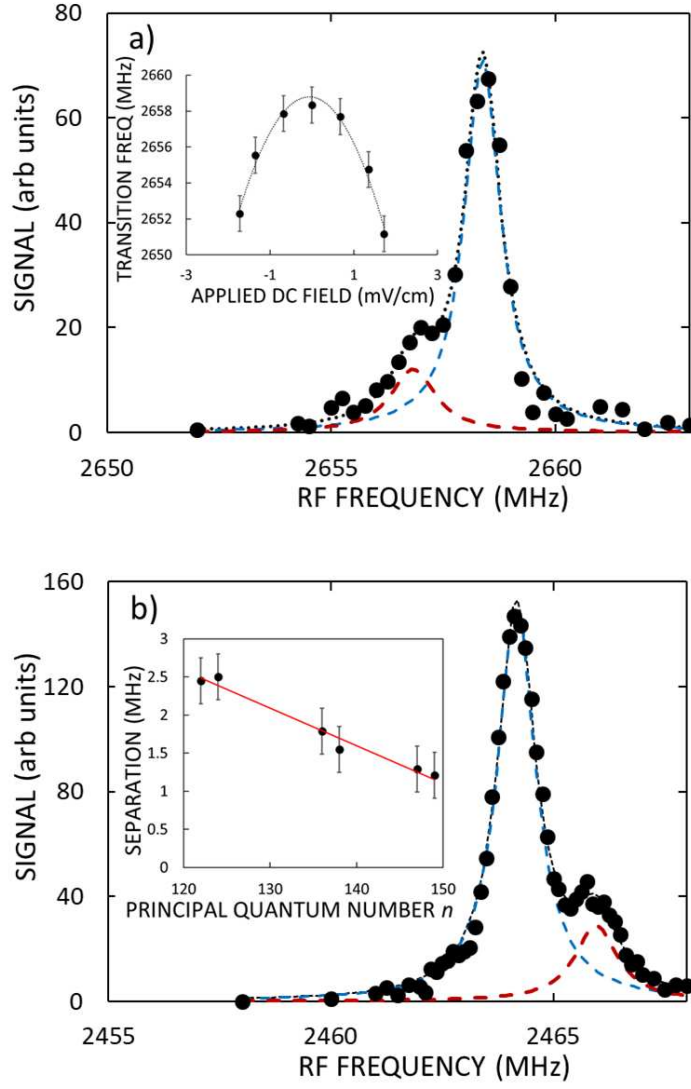 80
60
40
20
0
SIGNAL (arb units)
a)
2660
2658
2656
2654
2652
2650
TRANSITION FREQ (MHz)
-3 -1 1 3
APPLIED DC FIELD (mV/cm)
2650 2655 2660
RF FREQUENCY (MHz)
160
120
80
40
0
SIGNAL (arb units)
b)
3
2.5
2
1.5
1
0.5
0
SEPARATION (MHz)
120 130 140 150
PRINCIPAL QUANTUM NUMBER n
2455 2460 2465
RF FREQUENCY (MHz)